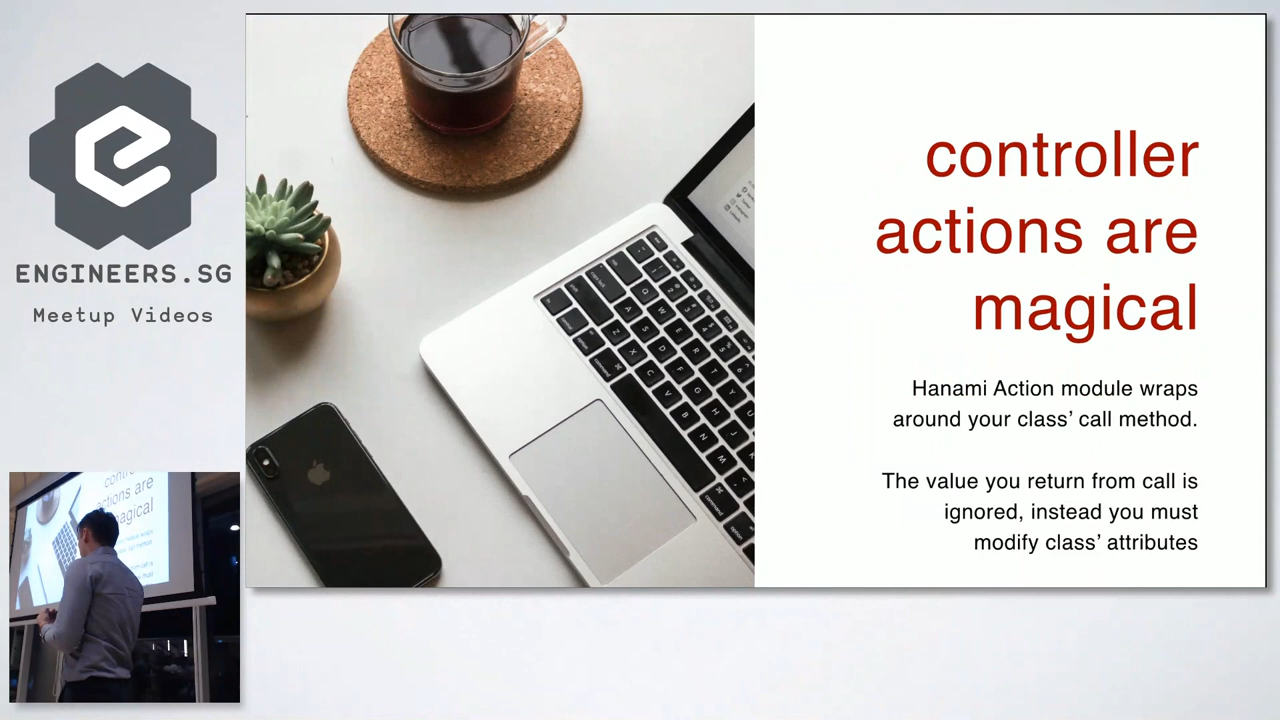 ENGINEERS.SG
Meetup Videos
controller
actions are
magical
Hanami Action module wraps
around your class’ call method.
The value you return from call is
ignored, instead you must
modify class’ attributes